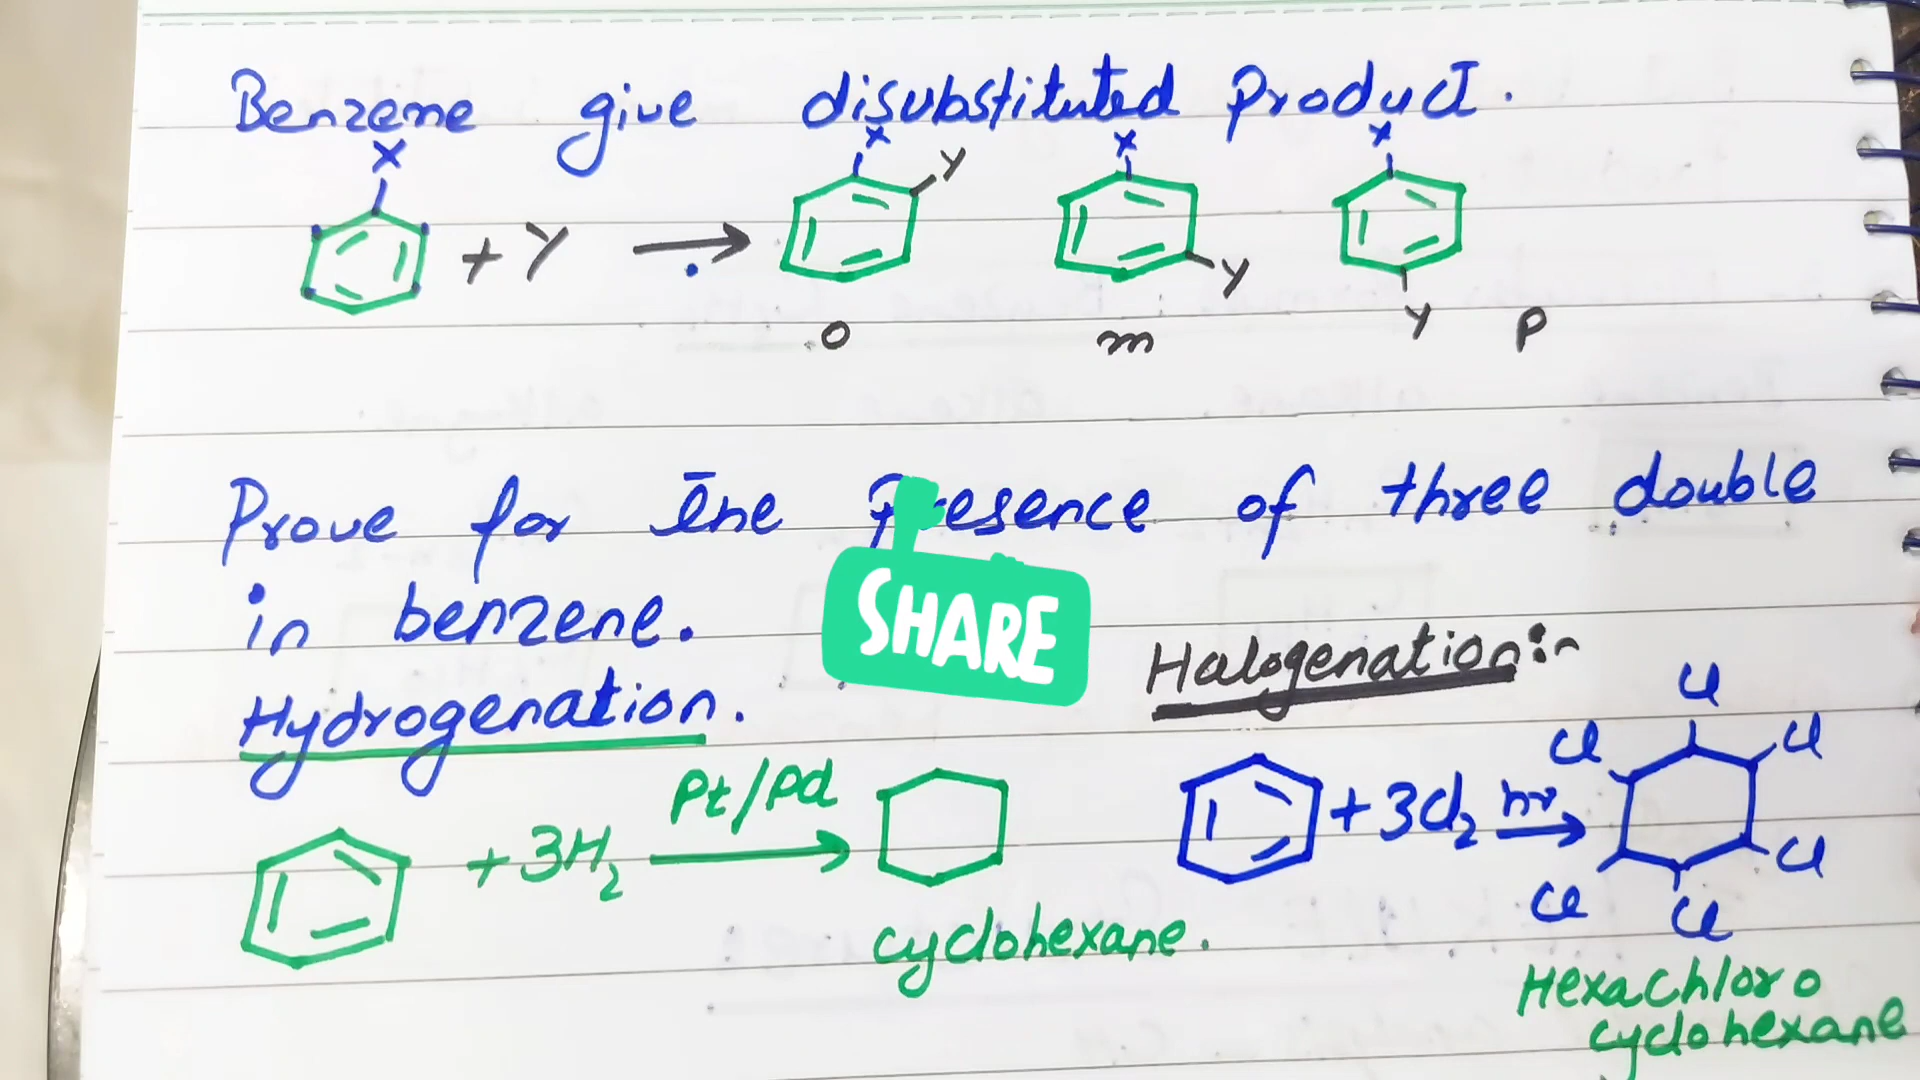 Benzene give disubstituted product.
X X Y X X
+ Y →
Y Y
o m p
Prove for the presence of three double
in benzene.
SHARE
Halogenation:-
Hydrogenation.
+ 3H2 Pt/Pd →
cyclohexane.
+ 3Cl2 hν →
Cl Cl Cl Cl Cl Cl
Hexachloro
cyclohexane